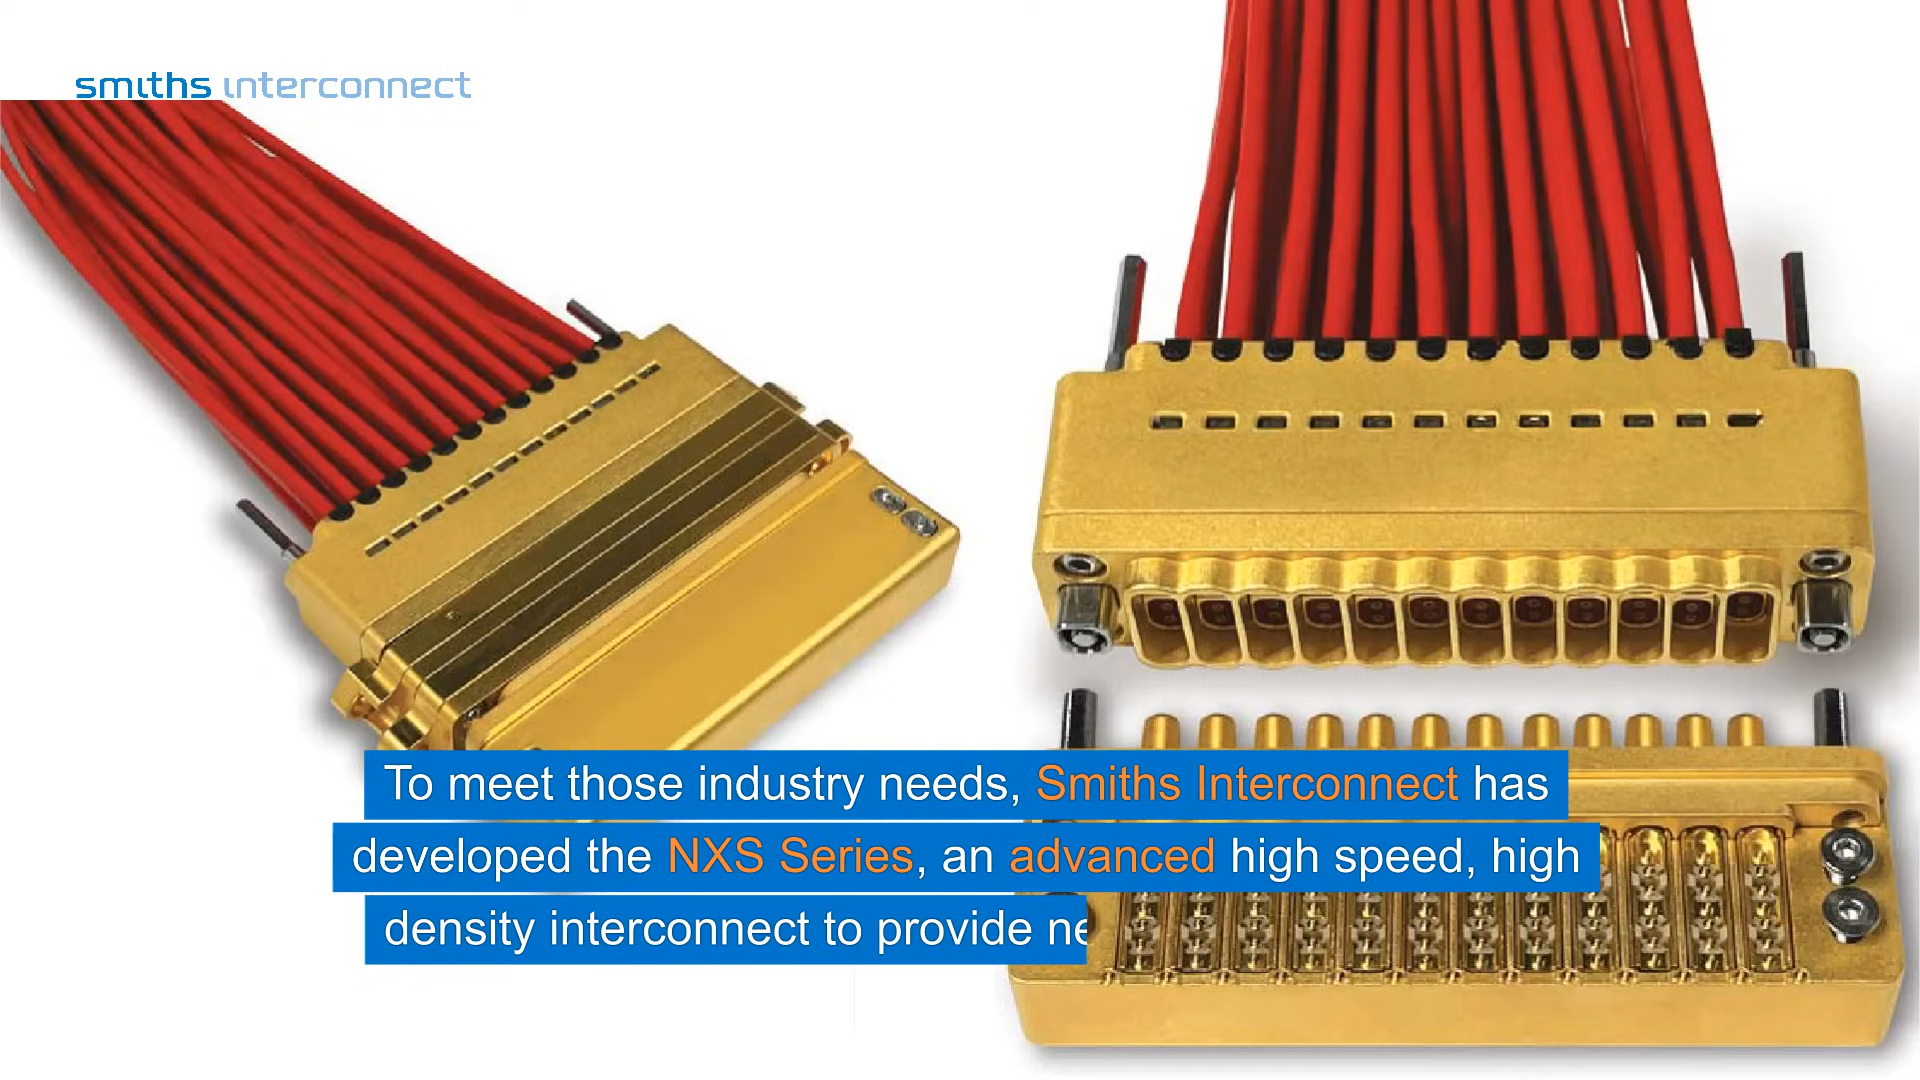 smiths interconnect
To meet those industry needs, Smiths Interconnect has
developed the NXS Series, an advanced high speed, high
density interconnect to provide